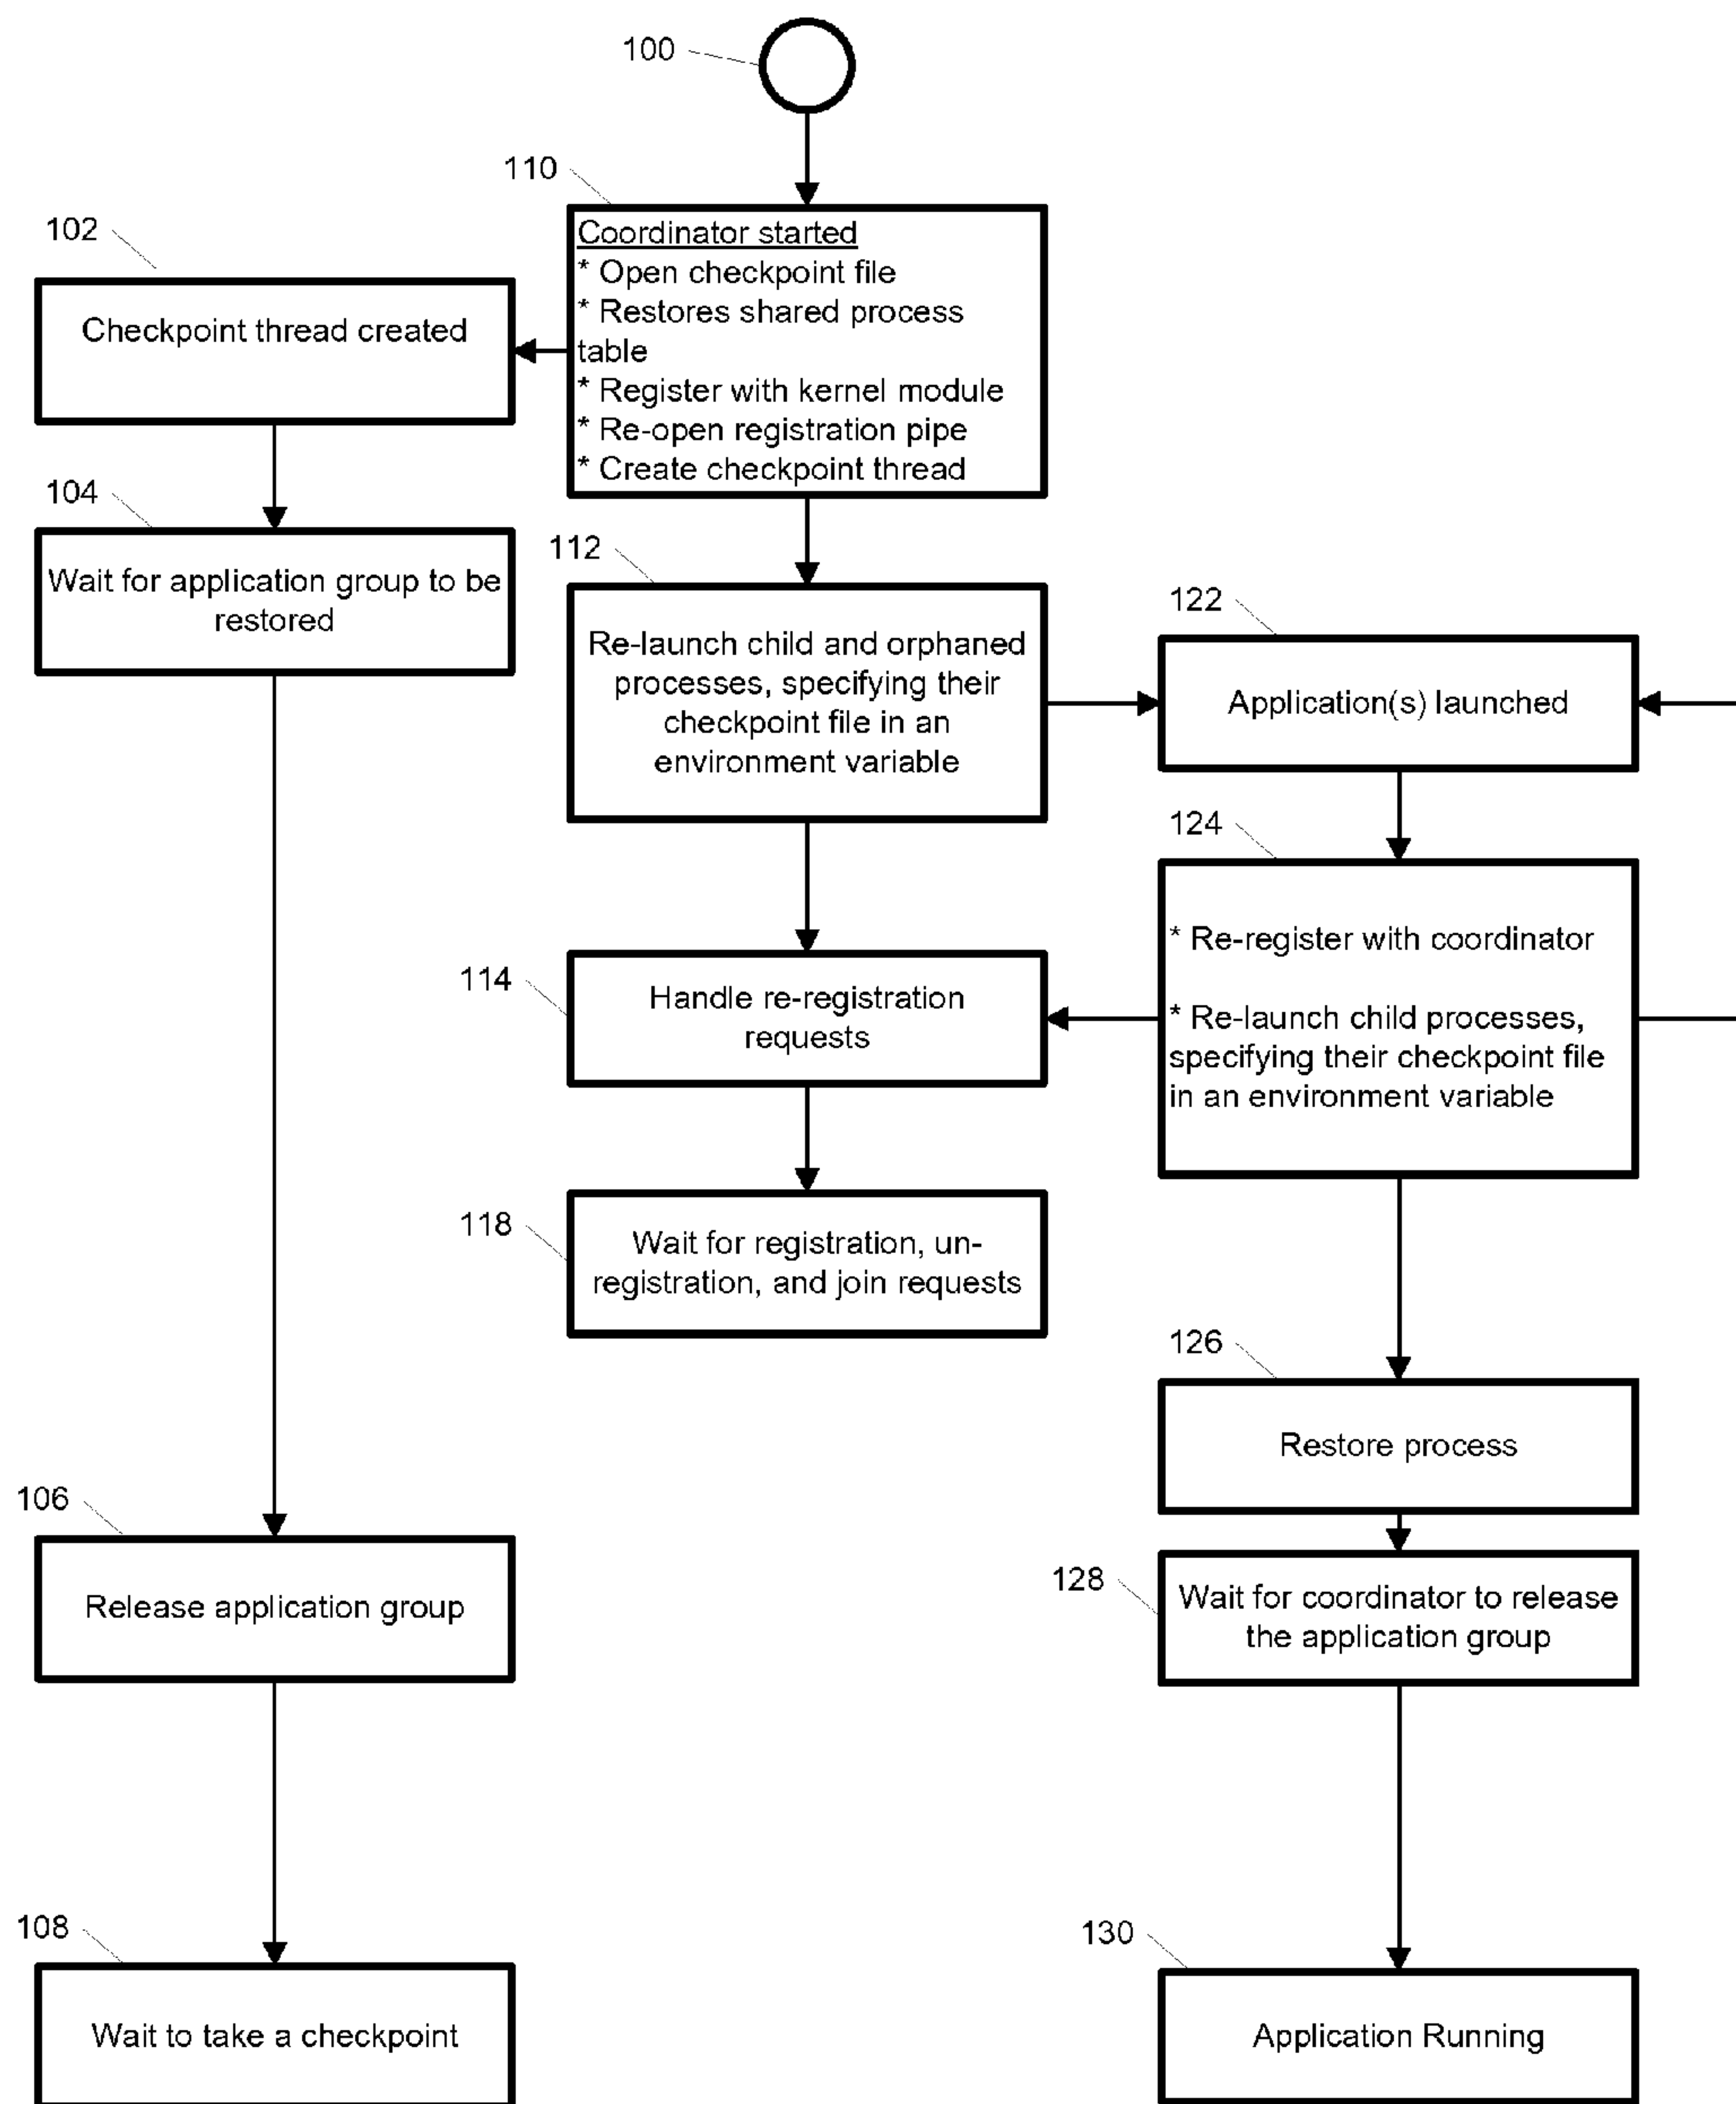 100
110
Coordinator started
* Open checkpoint file
* Restores shared process
table
* Register with kernel module
* Re-open registration pipe
* Create checkpoint thread
102
Checkpoint thread created
104
Wait for application group to be
restored
112
Re-launch child and orphaned
processes, specifying their
checkpoint file in an
environment variable
122
Application(s) launched
124
* Re-register with coordinator
* Re-launch child processes,
specifying their checkpoint file
in an environment variable
114
Handle re-registration
requests
118
Wait for registration, un-
registration, and join requests
126
Restore process
106
Release application group
128
Wait for coordinator to release
the application group
108
Wait to take a checkpoint
130
Application Running